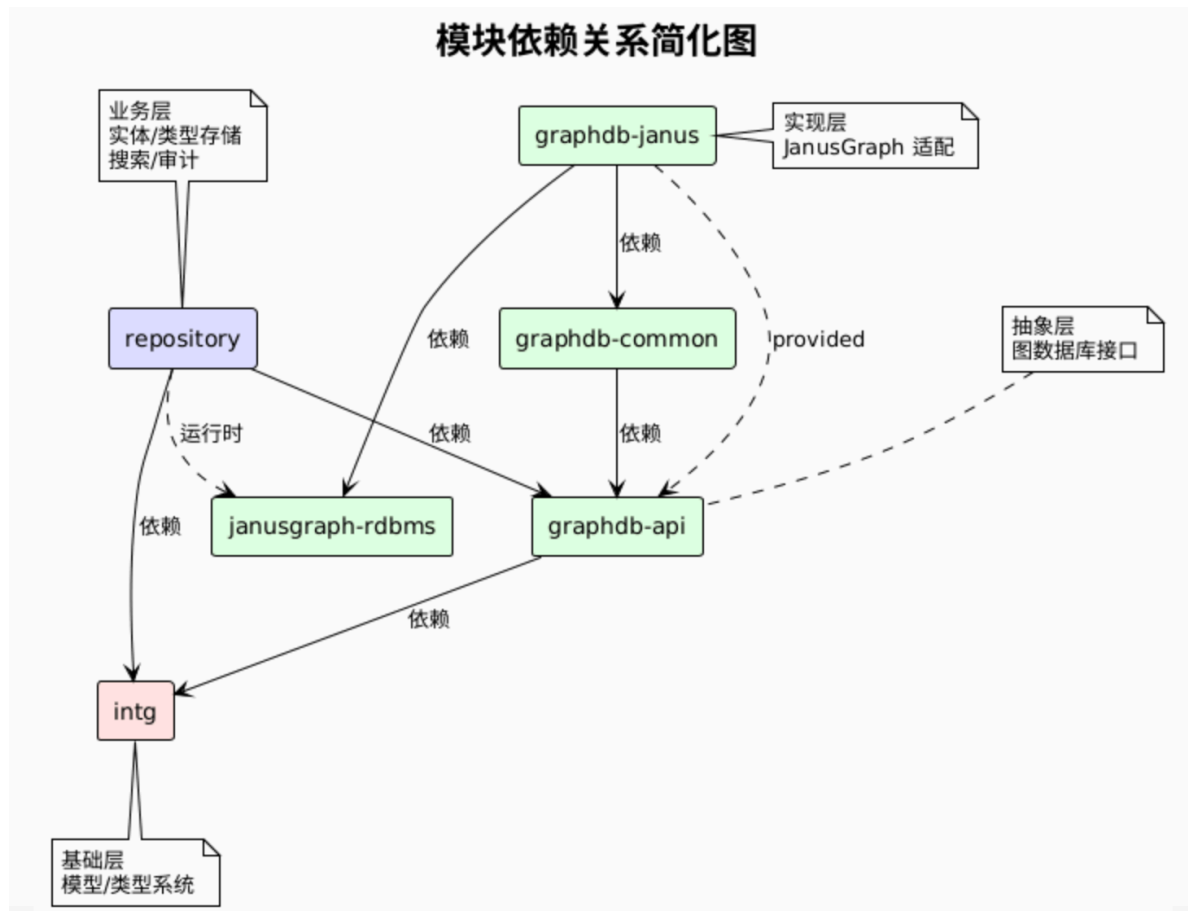 模块依赖关系简化图
业务层
实体/类型存储
搜索/审计
graphdb-janus
实现层
JanusGraph 适配
依赖
repository
依赖
graphdb-common
provided
抽象层
图数据库接口
运行时
依赖
依赖
janusgraph-rdbms
graphdb-api
依赖
依赖
intg
基础层
模型/类型系统